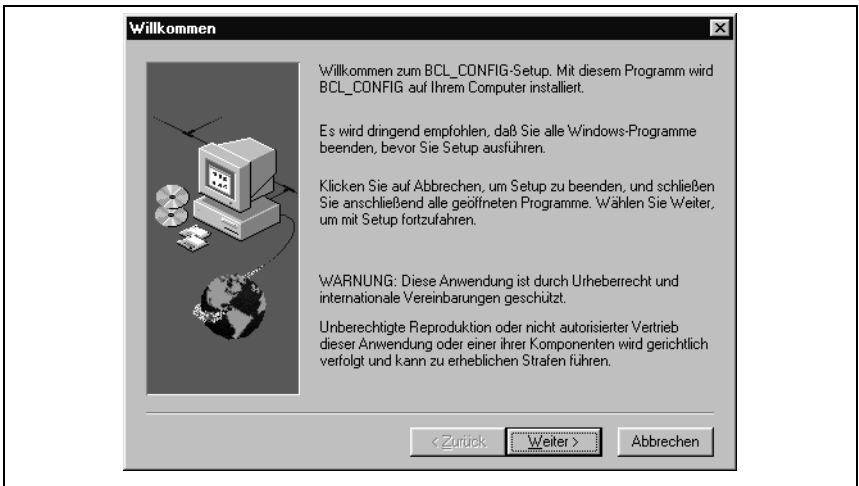 Willkommen
Willkommen zum BCL_CONFIG-Setup. Mit diesem Programm wird
BCL_CONFIG auf Ihrem Computer installiert.
Es wird dringend empfohlen, daß Sie alle Windows-Programme
beenden, bevor Sie Setup ausführen.
Klicken Sie auf Abbrechen, um Setup zu beenden, und schließen
Sie anschließend alle geöffneten Programme. Wählen Sie Weiter,
um mit Setup fortzufahren.
WARNUNG: Diese Anwendung ist durch Urheberrecht und
internationale Vereinbarungen geschützt.
Unberechtigte Reproduktion oder nicht autorisierter Vertrieb
dieser Anwendung oder einer ihrer Komponenten wird gerichtlich
verfolgt und kann zu erheblichen Strafen führen.
< Zurück Weiter > Abbrechen